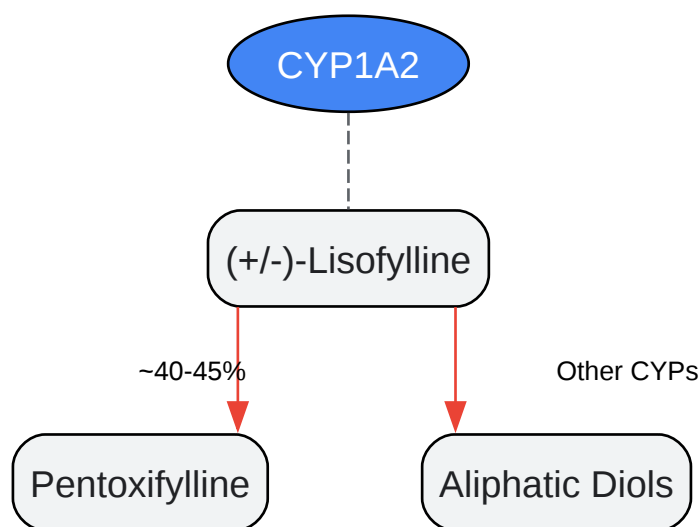 CYP1A2
(+/-)-Lisofylline
~40-45%
Other CYPs
Pentoxifylline
Aliphatic Diols